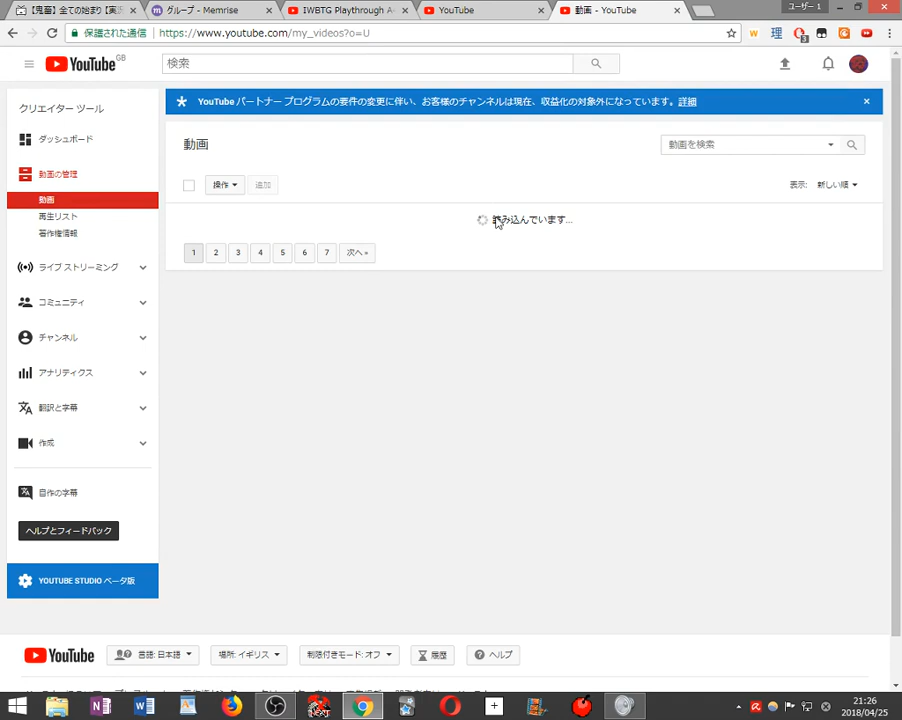 【鬼畜】全ての始まり【実況
グループ - Memrise
IWBTG Playthrough A
YouTube
動画 - YouTube
ユーザー 1
保護された通信
https://www.youtube.com/my_videos?o=U
YouTube GB
検索
クリエイター ツール
YouTube パートナー プログラムの要件の変更に伴い、お客様のチャンネルは現在、収益化の対象外になっています。詳細
ダッシュボード
動画
動画を検索
動画の管理
操作
追加
表示: 新しい順
動画
再生リスト
読み込んでいます...
著作権情報
1 2 3 4 5 6 7 次へ »
ライブ ストリーミング
コミュニティ
チャンネル
アナリティクス
翻訳と字幕
作成
自作の字幕
ヘルプとフィードバック
YOUTUBE STUDIO ベータ版
YouTube
言語: 日本語
場所: イギリス
制限付きモード: オフ
履歴
ヘルプ
21:26
2018/04/25